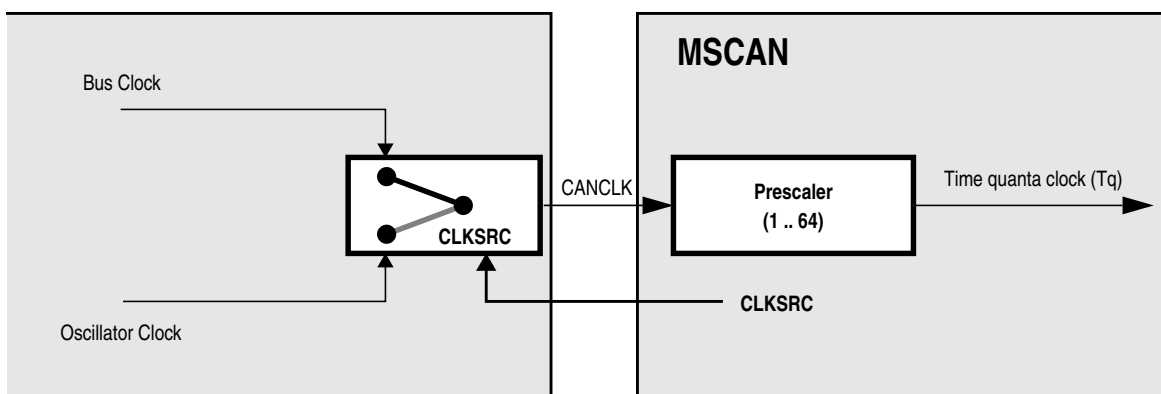 MSCAN
Bus Clock
CANCLK
Prescaler
(1 .. 64)
Time quanta clock (Tq)
CLKSRC
CLKSRC
Oscillator Clock